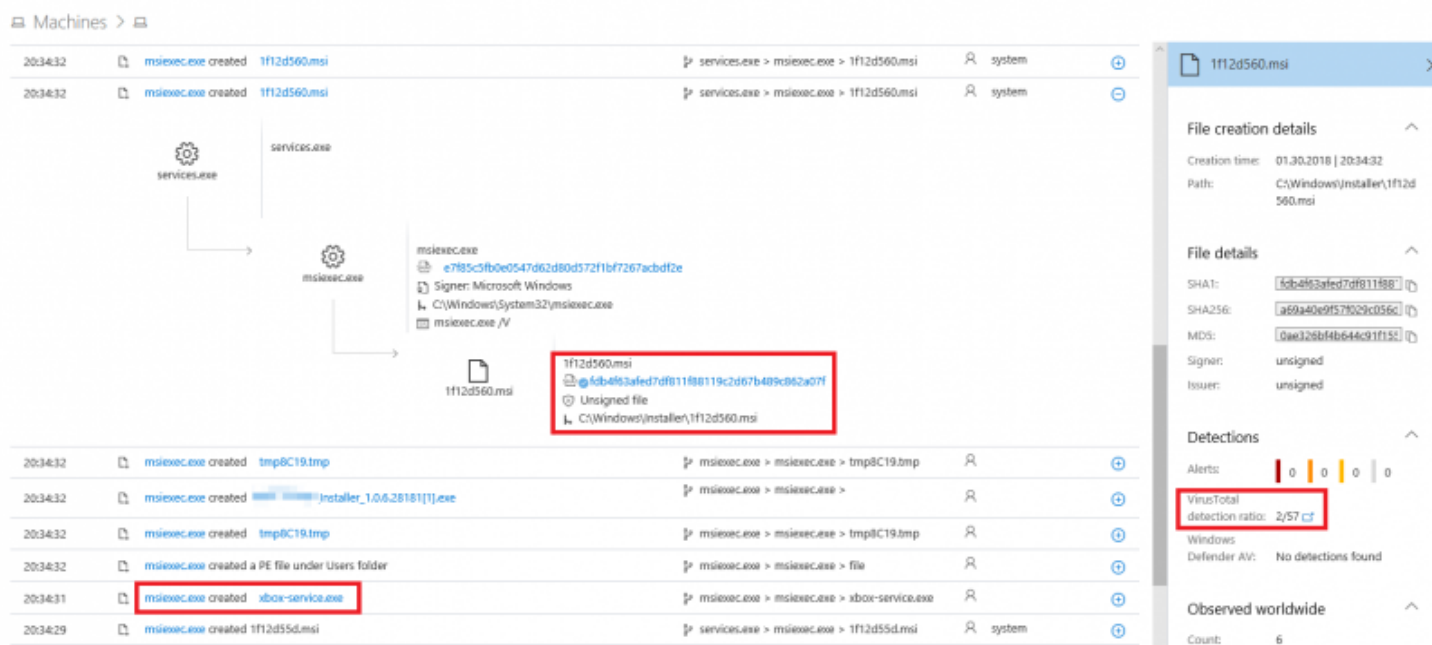 Machines >
20:34:32 msiexec.exe created 1f12d560.msi services.exe > msiexec.exe > 1f12d560.msi system
20:34:32 msiexec.exe created 1f12d560.msi services.exe > msiexec.exe > 1f12d560.msi system
services.exe
services.exe
msiexec.exe
msiexec.exe
e7f85c5fb0e0547d62d80d572f1bf7267acbdf2e
Signer: Microsoft Windows
C:\Windows\System32\msiexec.exe
msiexec.exe /V
1f12d560.msi
1f12d560.msi
fdb4f63afed7df811f88119c2d67b489c862a07f
Unsigned file
C:\Windows\Installer\1f12d560.msi
20:34:32 msiexec.exe created tmp8C19.tmp msiexec.exe > msiexec.exe > tmp8C19.tmp
20:34:32 msiexec.exe created Installer_1.0.6.28181[1].exe msiexec.exe > msiexec.exe >
20:34:32 msiexec.exe created tmp8C19.tmp msiexec.exe > msiexec.exe > tmp8C19.tmp
20:34:32 msiexec.exe created a PE file under Users folder msiexec.exe > msiexec.exe > file
20:34:31 msiexec.exe created xbox-service.exe msiexec.exe > msiexec.exe > xbox-service.exe
20:34:29 msiexec.exe created 1f12d55d.msi services.exe > msiexec.exe > 1f12d55d.msi system
1f12d560.msi
File creation details
Creation time: 01.30.2018 | 20:34:32
Path: C:\Windows\Installer\1f12d
560.msi
File details
SHA1: fdb4f63afed7df811f881
SHA256: a69a40e9f57f029c056c
MD5: 0ae326bf4b644c91f155
Signer: unsigned
Issuer: unsigned
Detections
Alerts: 0 0 0 0
VirusTotal
detection ratio: 2/57
Windows
Defender AV: No detections found
Observed worldwide
Count: 6